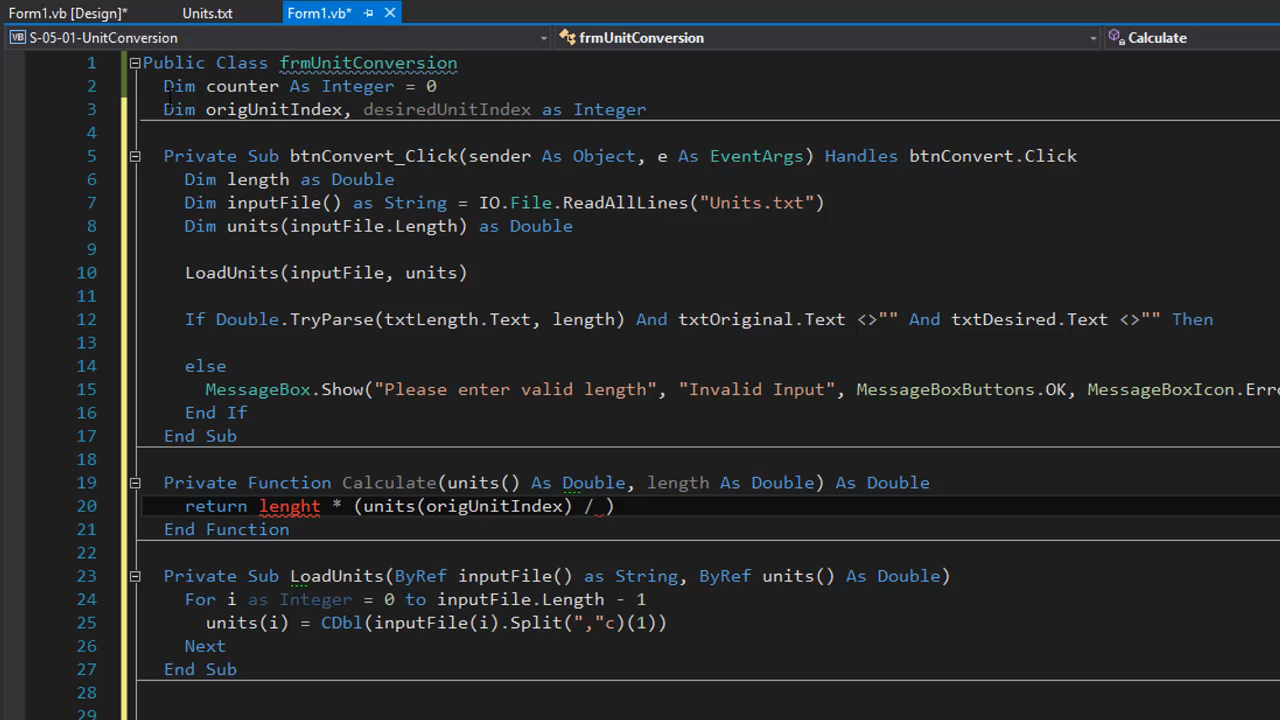 Form1.vb [Design]* Units.txt Form1.vb*
VB S-05-01-UnitConversion frmUnitConversion Calculate
1 Public Class frmUnitConversion
2 Dim counter As Integer = 0
3 Dim origUnitIndex, desiredUnitIndex as Integer
4
5 Private Sub btnConvert_Click(sender As Object, e As EventArgs) Handles btnConvert.Click
6 Dim length as Double
7 Dim inputFile() as String = IO.File.ReadAllLines("Units.txt")
8 Dim units(inputFile.Length) as Double
9
10 LoadUnits(inputFile, units)
11
12 If Double.TryParse(txtLength.Text, length) And txtOriginal.Text <>"" And txtDesired.Text <>"" Then
13
14 else
15 MessageBox.Show("Please enter valid length", "Invalid Input", MessageBoxButtons.OK, MessageBoxIcon.Erro
16 End If
17 End Sub
18
19 Private Function Calculate(units() As Double, length As Double) As Double
20 return lenght * (units(origUnitIndex) / )
21 End Function
22
23 Private Sub LoadUnits(ByRef inputFile() as String, ByRef units() As Double)
24 For i as Integer = 0 to inputFile.Length - 1
25 units(i) = CDbl(inputFile(i).Split(","c)(1))
26 Next
27 End Sub
28
29